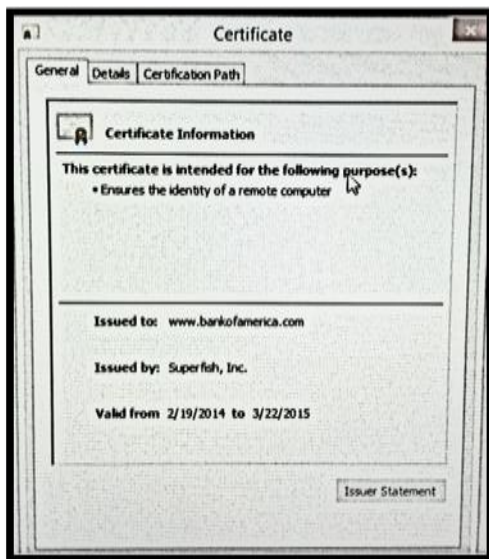 Certificate
General Details Certification Path
Certificate Information
This certificate is intended for the following purpose(s):
• Ensures the identity of a remote computer
Issued to: www.bankofamerica.com
Issued by: Superfish, Inc.
Valid from 2/19/2014 to 3/22/2015
Issuer Statement